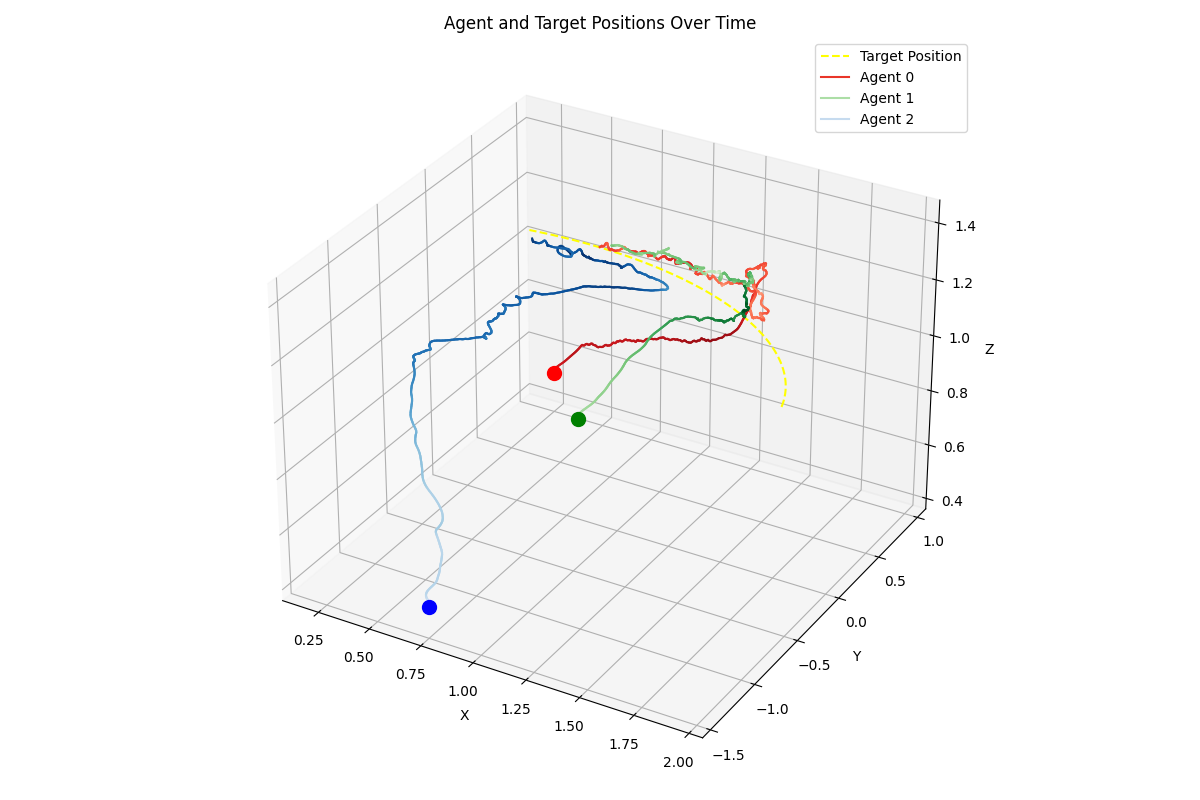 Agent and Target Positions Over Time
Target Position
Agent 0
Agent 1
Agent 2
1.4
1.2
1.0
Z
0.8
0.6
0.4
1.0
0.5
0.0
Y
−0.5
−1.0
−1.5
0.25
0.50
0.75
1.00
X
1.25
1.50
1.75
2.00